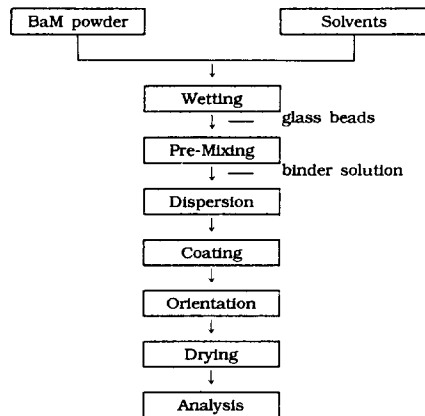 BaM powder
Solvents
Wetting
glass beads
Pre-Mixing
binder solution
Dispersion
Coating
Orientation
Drying
Analysis